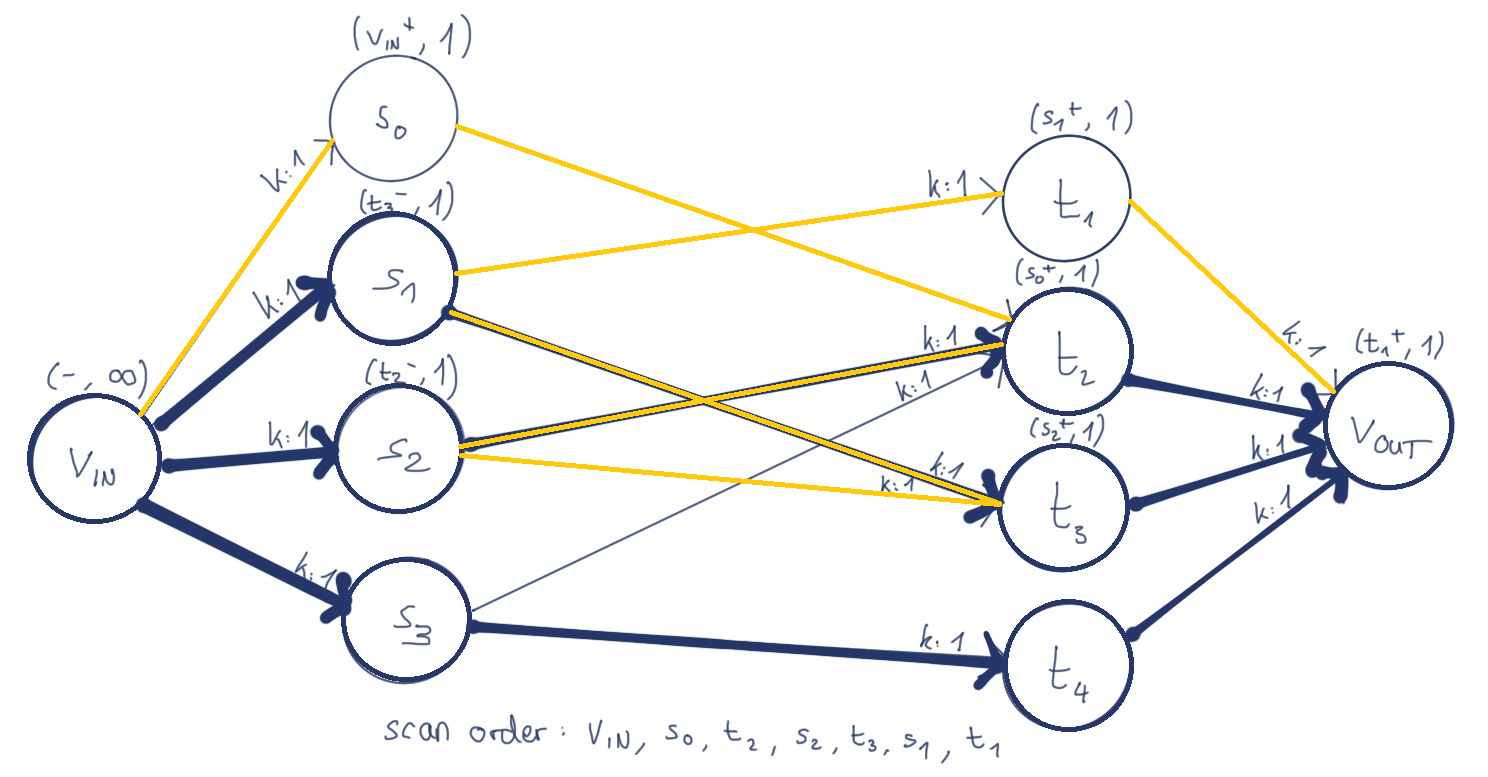 (v_IN^+, 1)
s_0
k:1
(s_1^+, 1)
k:1
t_1
(t_3^-, 1)
s_1
k:1
(s_0^+, 1)
k:1
t_2
k:1
k:1
(t_1^+, 1)
k:1
V_OUT
(-, ∞)
V_IN
(t_2^-, 1)
k:1
s_2
(s_2^+, 1)
k:1
k:1
t_3
k:1
k:1
k:1
s_3
k:1
t_4
scan order: V_IN, s_0, t_2, s_2, t_3, s_1, t_1